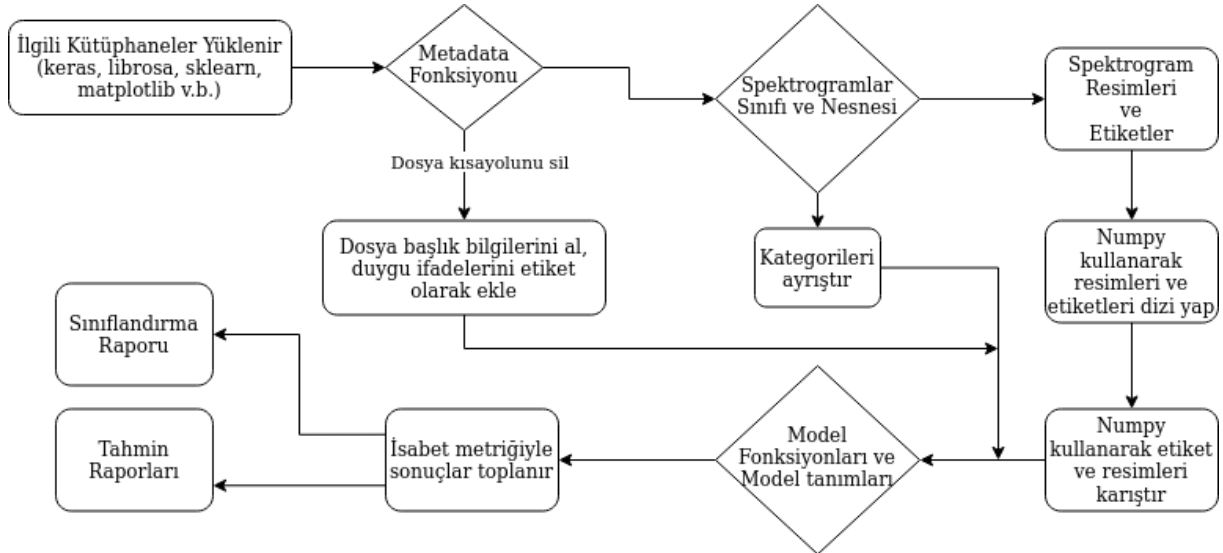 İlgili Kütüphaneler Yüklenir
(keras, librosa, sklearn,
matplotlib v.b.)
Metadata
Fonksiyonu
Spektrogramlar
Sınıfı ve Nesnesi
Spektrogram
Resimleri
ve
Etiketler
Dosya kısayolunu sil
Dosya başlık bilgilerini al,
duygu ifadelerini etiket
olarak ekle
Kategorileri
ayrıştır
Numpy
kullanarak
resimleri ve
etiketleri dizi yap
Sınıflandırma
Raporu
Tahmin
Raporları
İsabet metriğiyle
sonuçlar toplanır
Model
Fonksiyonları ve
Model tanımları
Numpy
kullanarak etiket
ve resimleri
karıştır